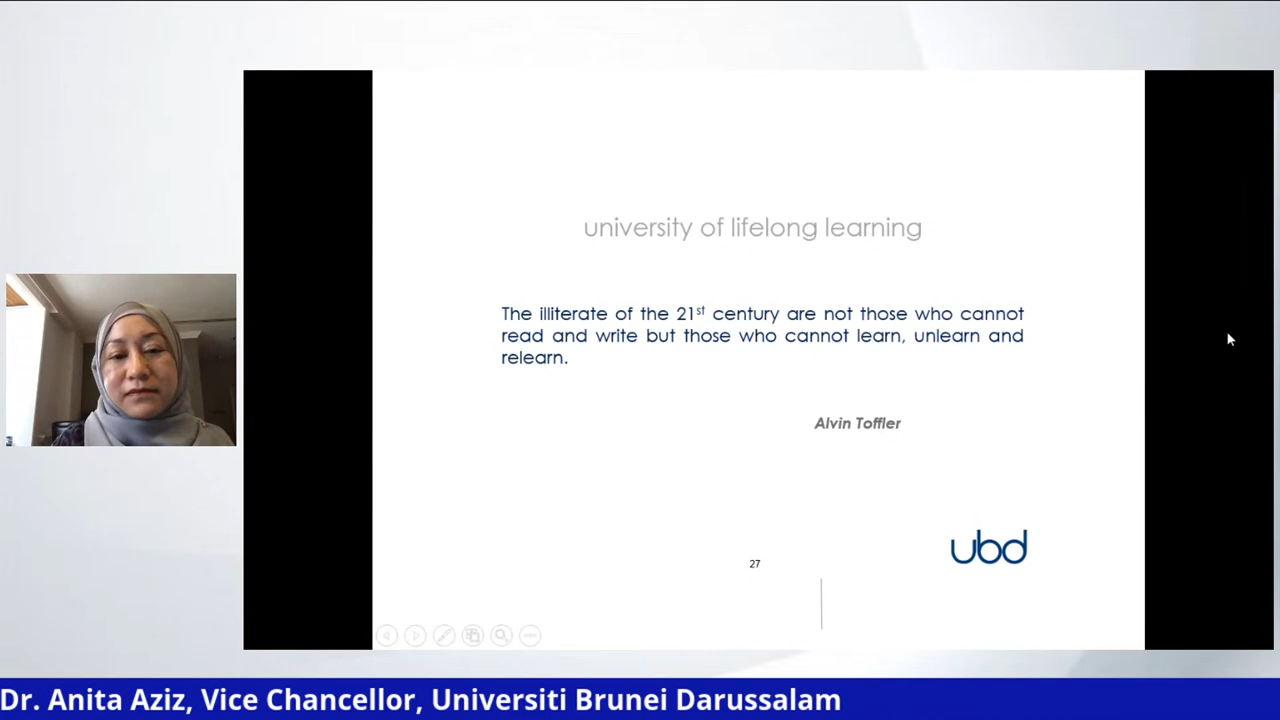 university of lifelong learning
The illiterate of the 21st century are not those who cannot
read and write but those who cannot learn, unlearn and
relearn.
Alvin Toffler
ubd
27
Dr. Anita Aziz, Vice Chancellor, Universiti Brunei Darussalam